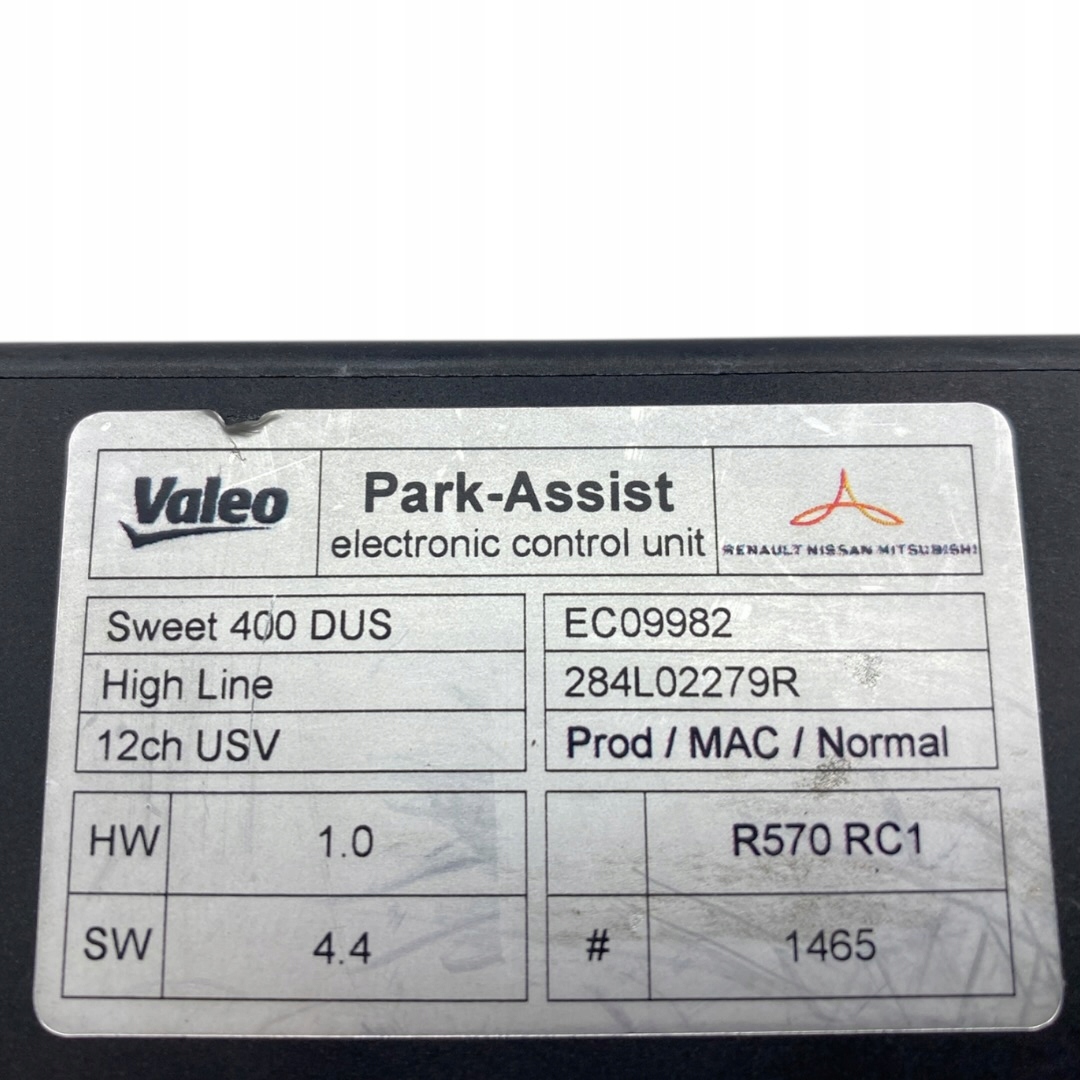 Valeo
Park-Assist
electronic control unit
RENAULT NISSAN MITSUBISHI
Sweet 400 DUS
EC09982
High Line
284L02279R
12ch USV
Prod / MAC / Normal
HW
1.0
R570 RC1
SW
4.4
#
1465